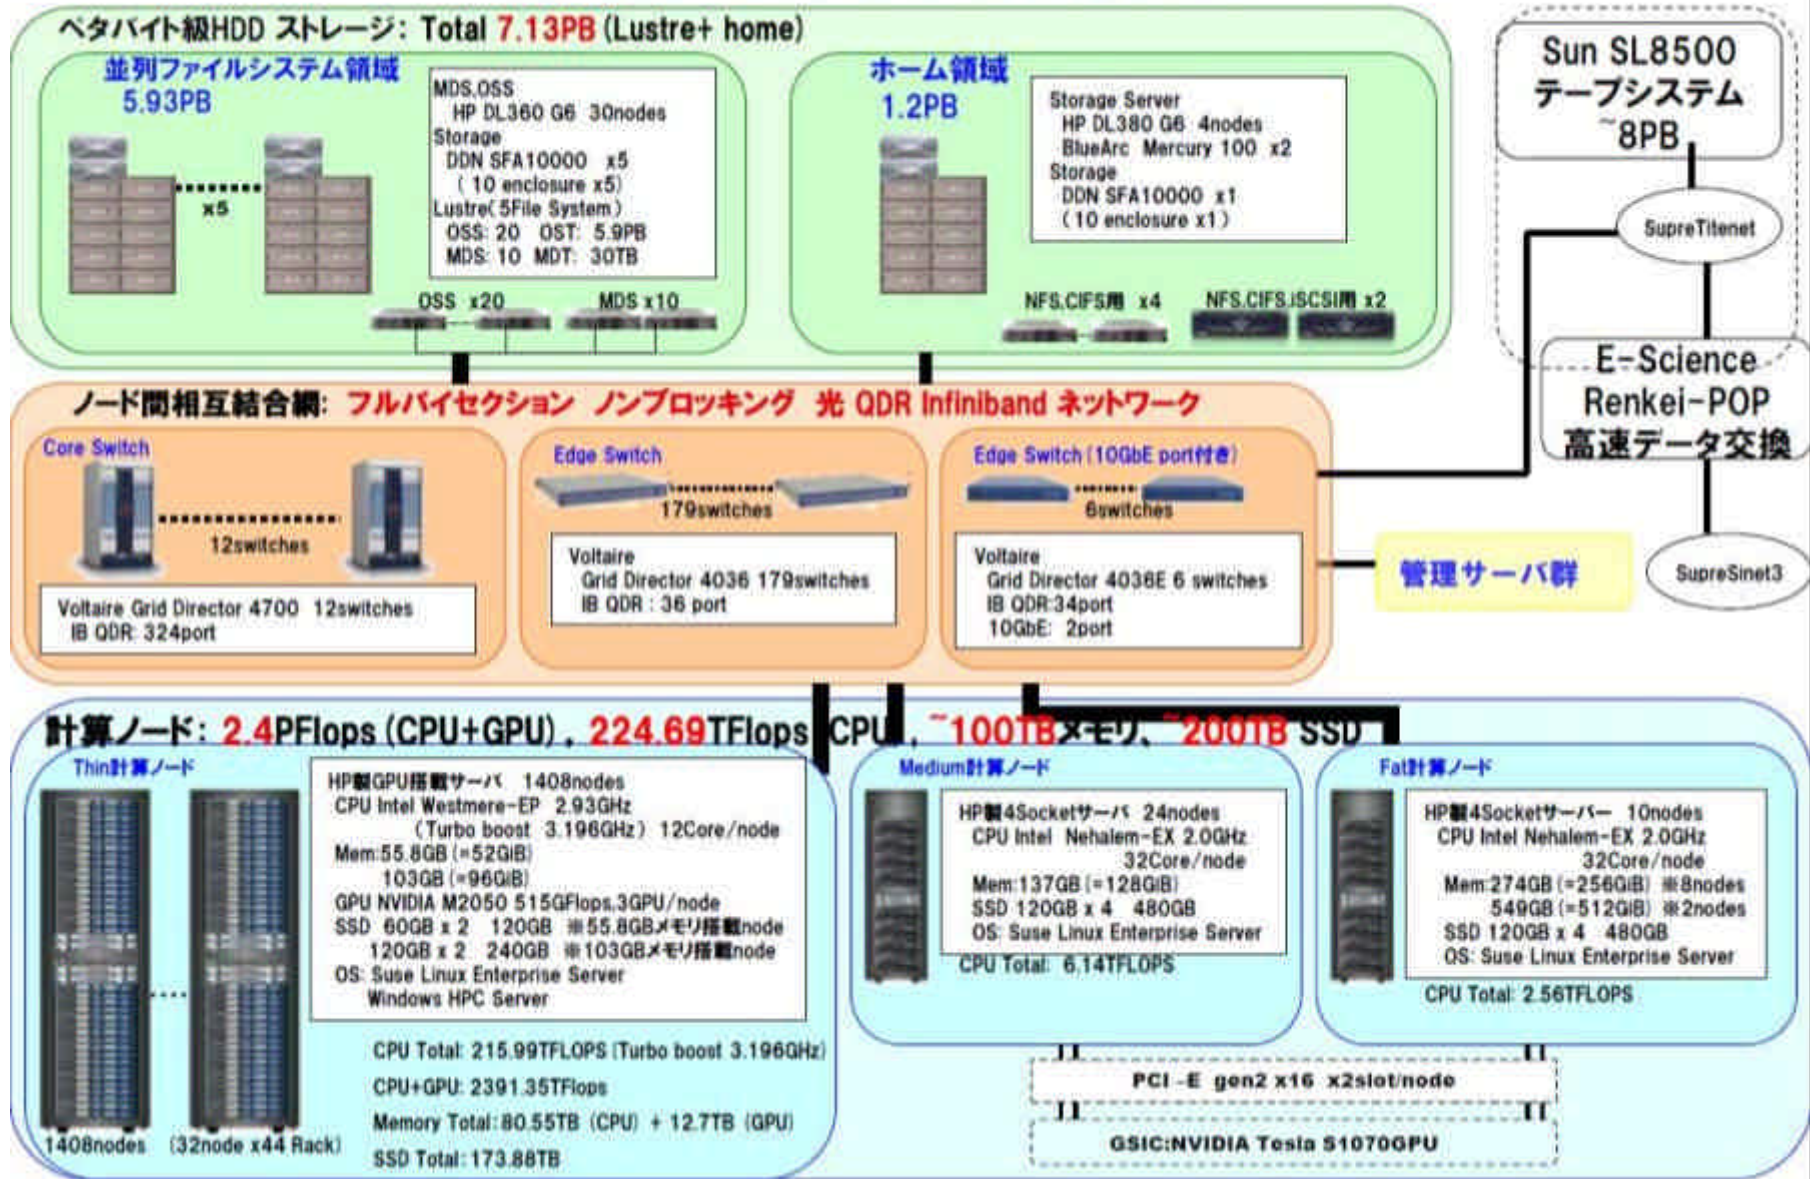 ペタバイト級HDD ストレージ: Total 7.13PB (Lustre+ home)
並列ファイルシステム領域
5.93PB
x5
MDS,OSS
HP DL360 G6 30nodes
Storage
DDN SFA10000 x5
( 10 enclosure x5)
Lustre( 5File System )
OSS: 20 OST: 5.9PB
MDS: 10 MDT: 30TB
OSS x20
MDS x10
ホーム領域
1.2PB
Storage Server
HP DL380 G6 4nodes
BlueArc Mercury 100 x2
Storage
DDN SFA10000 x1
( 10 enclosure x1 )
NFS,CIFS用 x4
NFS,CIFS,iSCSI用 x2
Sun SL8500
テープシステム
~8PB
SupreTitenet
E-Science
Renkei-POP
高速データ交換
SupreSinet3
ノード間相互結合網: フルバイセクション ノンブロッキング 光 QDR Infiniband ネットワーク
Core Switch
12switches
Voltaire Grid Director 4700 12switches
IB QDR: 324port
Edge Switch
179switches
Voltaire
Grid Director 4036 179switches
IB QDR : 36 port
Edge Switch (10GbE port付き)
6switches
Voltaire
Grid Director 4036E 6 switches
IB QDR:34port
10GbE: 2port
管理サーバ群
計算ノード: 2.4PFlops (CPU+GPU), 224.69TFlops CPU, ~100TBメモリ、~200TB SSD
Thin計算ノード
HP製GPU搭載サーバ 1408nodes
CPU Intel Westmere-EP 2.93GHz
(Turbo boost 3.196GHz) 12Core/node
Mem:55.8GB (=52GiB)
103GB (=96GiB)
GPU NVIDIA M2050 515GFlops,3GPU/node
SSD 60GB x 2 120GB ※55.8GBメモリ搭載node
120GB x 2 240GB ※103GBメモリ搭載node
OS: Suse Linux Enterprise Server
Windows HPC Server
CPU Total: 215.99TFLOPS (Turbo boost 3.196GHz)
CPU+GPU: 2391.35TFlops
Memory Total: 80.55TB (CPU) + 12.7TB (GPU)
SSD Total: 173.88TB
1408nodes (32node x44 Rack)
Medium計算ノード
HP製4Socketサーバ 24nodes
CPU Intel Nehalem-EX 2.0GHz
32Core/node
Mem:137GB (=128GiB)
SSD 120GB x 4 480GB
OS: Suse Linux Enterprise Server
CPU Total: 6.14TFLOPS
Fat計算ノード
HP製4Socketサーバー 10nodes
CPU Intel Nehalem-EX 2.0GHz
32Core/node
Mem:274GB (=256GiB) ※8nodes
549GB (=512GiB) ※2nodes
SSD 120GB x 4 480GB
OS: Suse Linux Enterprise Server
CPU Total: 2.56TFLOPS
PCI -E gen2 x16 x2slot/node
GSIC:NVIDIA Tesla S1070GPU